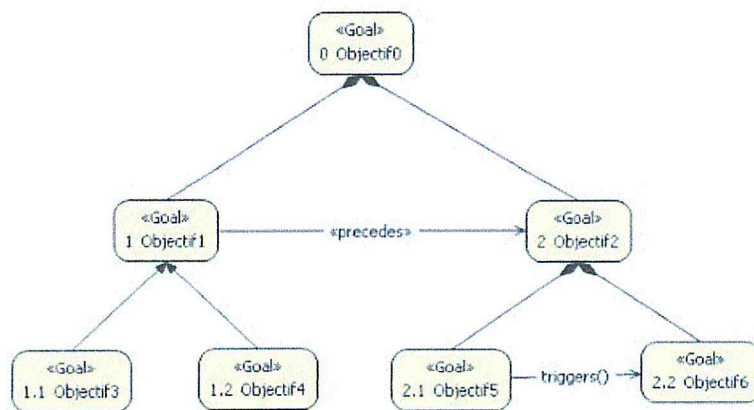 «Goal»
0 Objectif0
«Goal»
1 Objectif1
«precedes»
«Goal»
2 Objectif2
«Goal»
1.1 Objectif3
«Goal»
1.2 Objectif4
«Goal»
2.1 Objectif5
triggers()
«Goal»
2.2 Objectif6